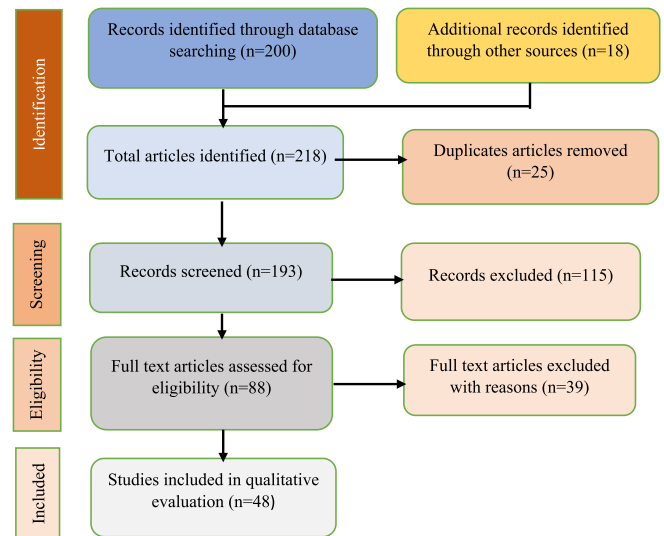 Identification
Records identified through database
searching (n=200)
Additional records identified
through other sources (n=18)
Total articles identified (n=218)
Duplicates articles removed
(n=25)
Screening
Records screened (n=193)
Records excluded (n=115)
Eligibility
Full text articles assessed for
eligibility (n=88)
Full text articles excluded
with reasons (n=39)
Included
Studies included in qualitative
evaluation (n=48)